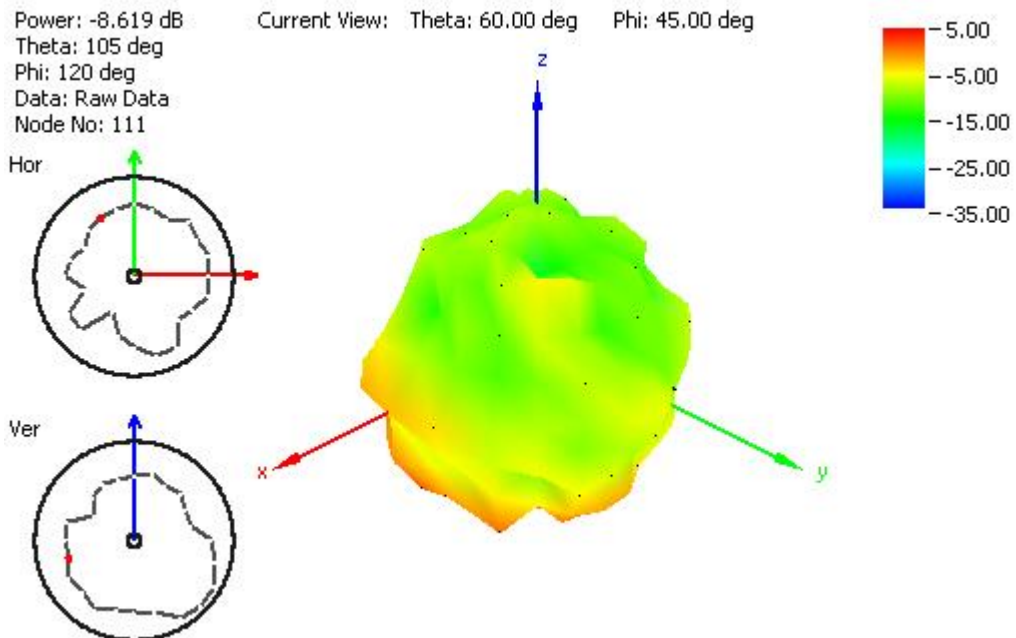 Power: -8.619 dB
Theta: 105 deg
Phi: 120 deg
Data: Raw Data
Node No: 111
Current View: Theta: 60.00 deg Phi: 45.00 deg
5.00
-5.00
-15.00
-25.00
-35.00
Hor
Ver
z
x
y